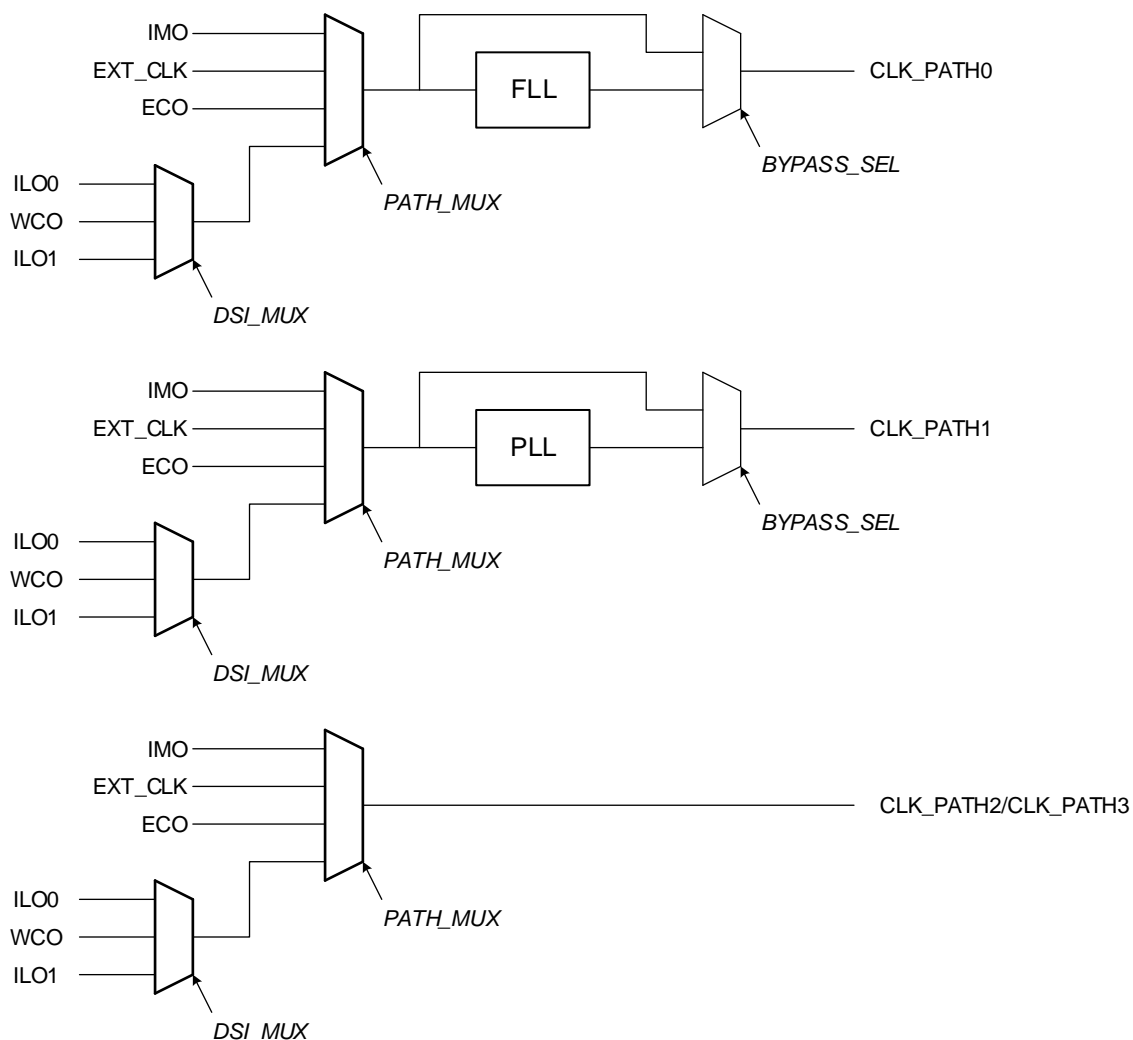 IMO
EXT_CLK
FLL
CLK_PATH0
ECO
BYPASS_SEL
ILO0
PATH_MUX
WCO
ILO1
DSI_MUX
IMO
EXT_CLK
CLK_PATH1
PLL
ECO
BYPASS_SEL
ILO0
PATH_MUX
WCO
ILO1
DSI_MUX
IMO
EXT_CLK
CLK_PATH2/CLK_PATH3
ECO
ILO0
PATH_MUX
WCO
ILO1
DSI_MUX